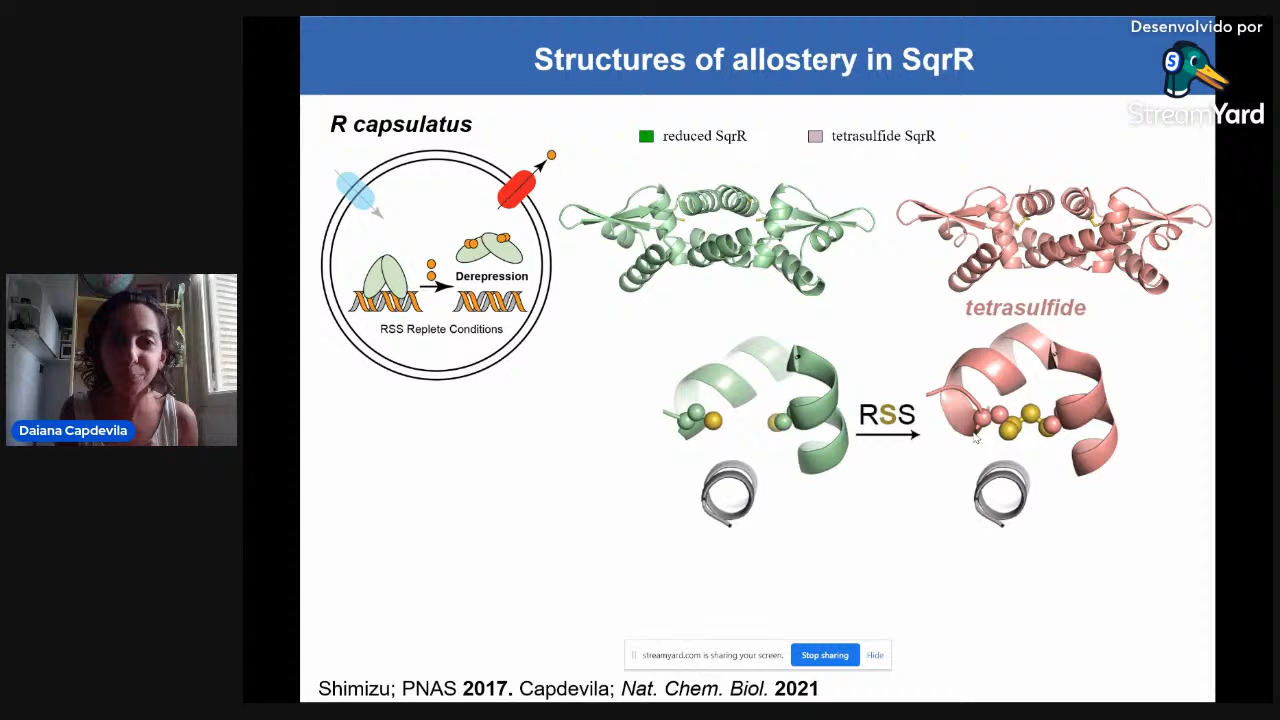 Desenvolvido por
StreamYard
Structures of allostery in SqrR
R capsulatus
reduced SqrR
tetrasulfide SqrR
Derepression
RSS Replete Conditions
tetrasulfide
RSS
Daiana Capdevila
streamyard.com is sharing your screen.
Stop sharing
Hide
Shimizu; PNAS 2017. Capdevila; Nat. Chem. Biol. 2021